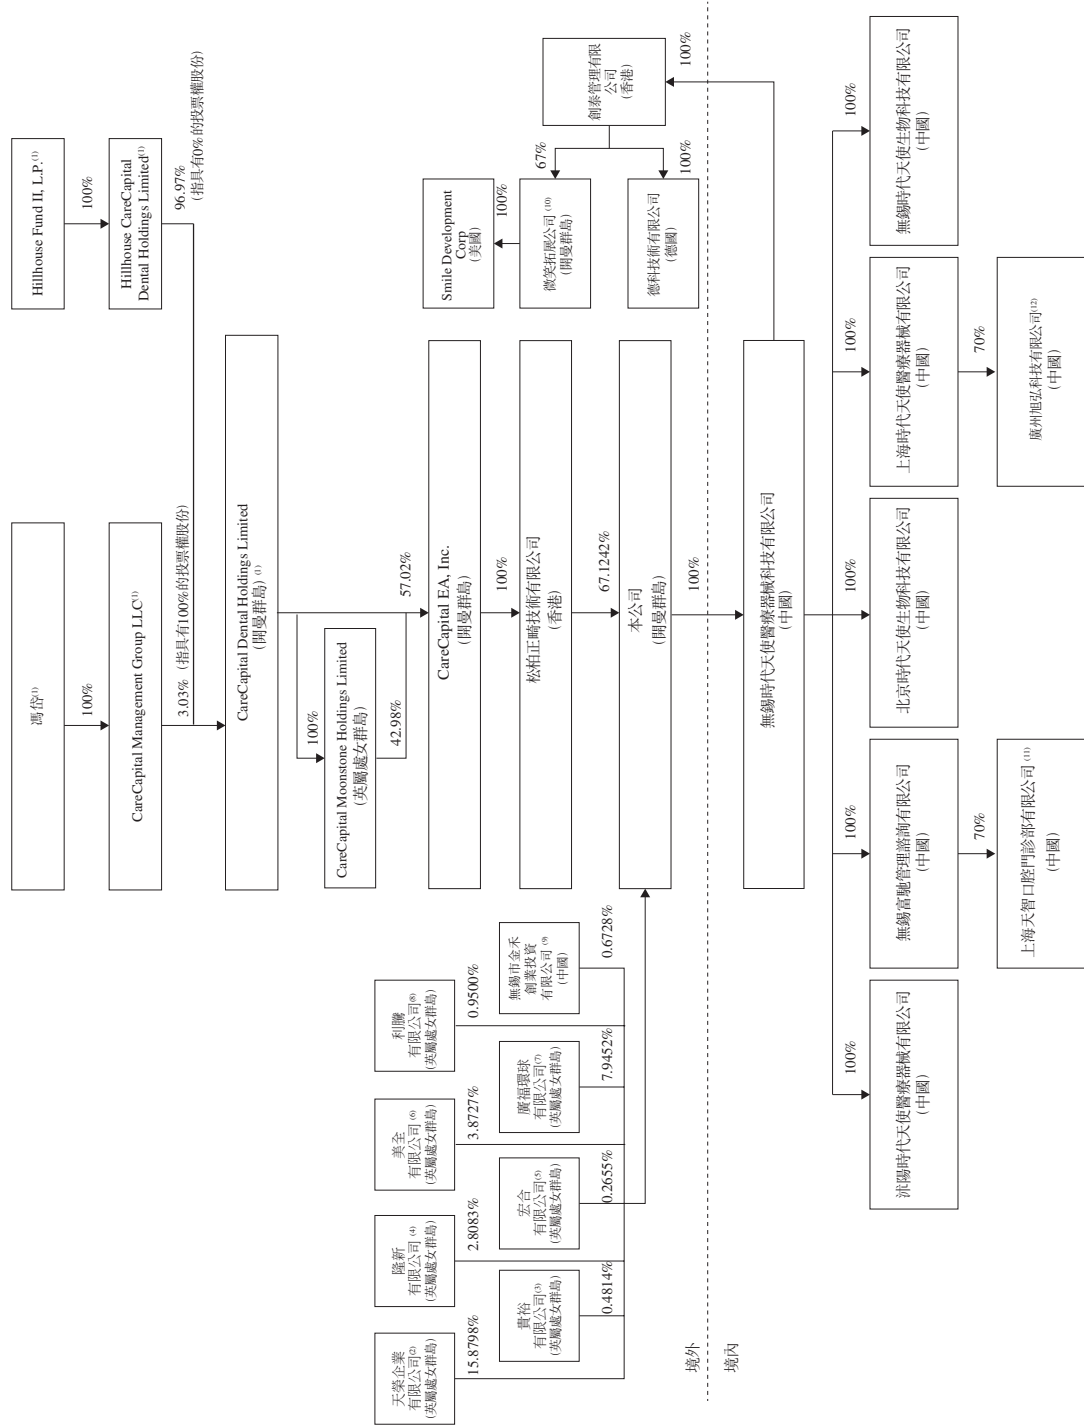 馮岱(1)
100%
CareCapital Management Group LLC(1)
3.03%（指具有100%的投票權股份）
Hillhouse Fund II, L.P.(1)
100%
Hillhouse CareCapital
Dental Holdings Limited(1)
96.97%
（指具有0%的投票權股份）
CareCapital Dental Holdings Limited
（開曼群島）(1)
100%
CareCapital Moonstone Holdings Limited
（英屬處女群島）
42.98%
57.02%
CareCapital EA, Inc.
（開曼群島）
100%
松柏正畸技術有限公司
（香港）
67.1242%
天榮企業
有限公司(2)
（英屬處女群島）
15.8798%
貴裕
有限公司(3)
（英屬處女群島）
0.4814%
隆新
有限公司(4)
（英屬處女群島）
2.8083%
宏合
有限公司(5)
（英屬處女群島）
0.2655%
美全
有限公司(6)
（英屬處女群島）
3.8727%
廣福環球
有限公司(7)
（英屬處女群島）
7.9452%
利騰
有限公司(8)
（英屬處女群島）
0.9500%
無錫市金禾
創業投資
有限公司(9)
（中國）
0.6728%
本公司
（開曼群島）
100%
Smile Development
Corp
（美國）
100%
微笑拓展公司(10)
（開曼群島）
67%
德科技術有限公司
（德國）
100%
創泰管理有限
公司
（香港）
100%
境外
境內
無錫時代天使醫療器械科技有限公司
（中國）
100%
沭陽時代天使醫療器械有限公司
（中國）
100%
無錫富馳管理諮詢有限公司
（中國）
70%
上海天智口腔門診部有限公司(11)
（中國）
100%
北京時代天使生物科技有限公司
（中國）
100%
上海時代天使醫療器械有限公司
（中國）
70%
廣州旭弘科技有限公司(12)
（中國）
100%
無錫時代天使生物科技有限公司
（中國）